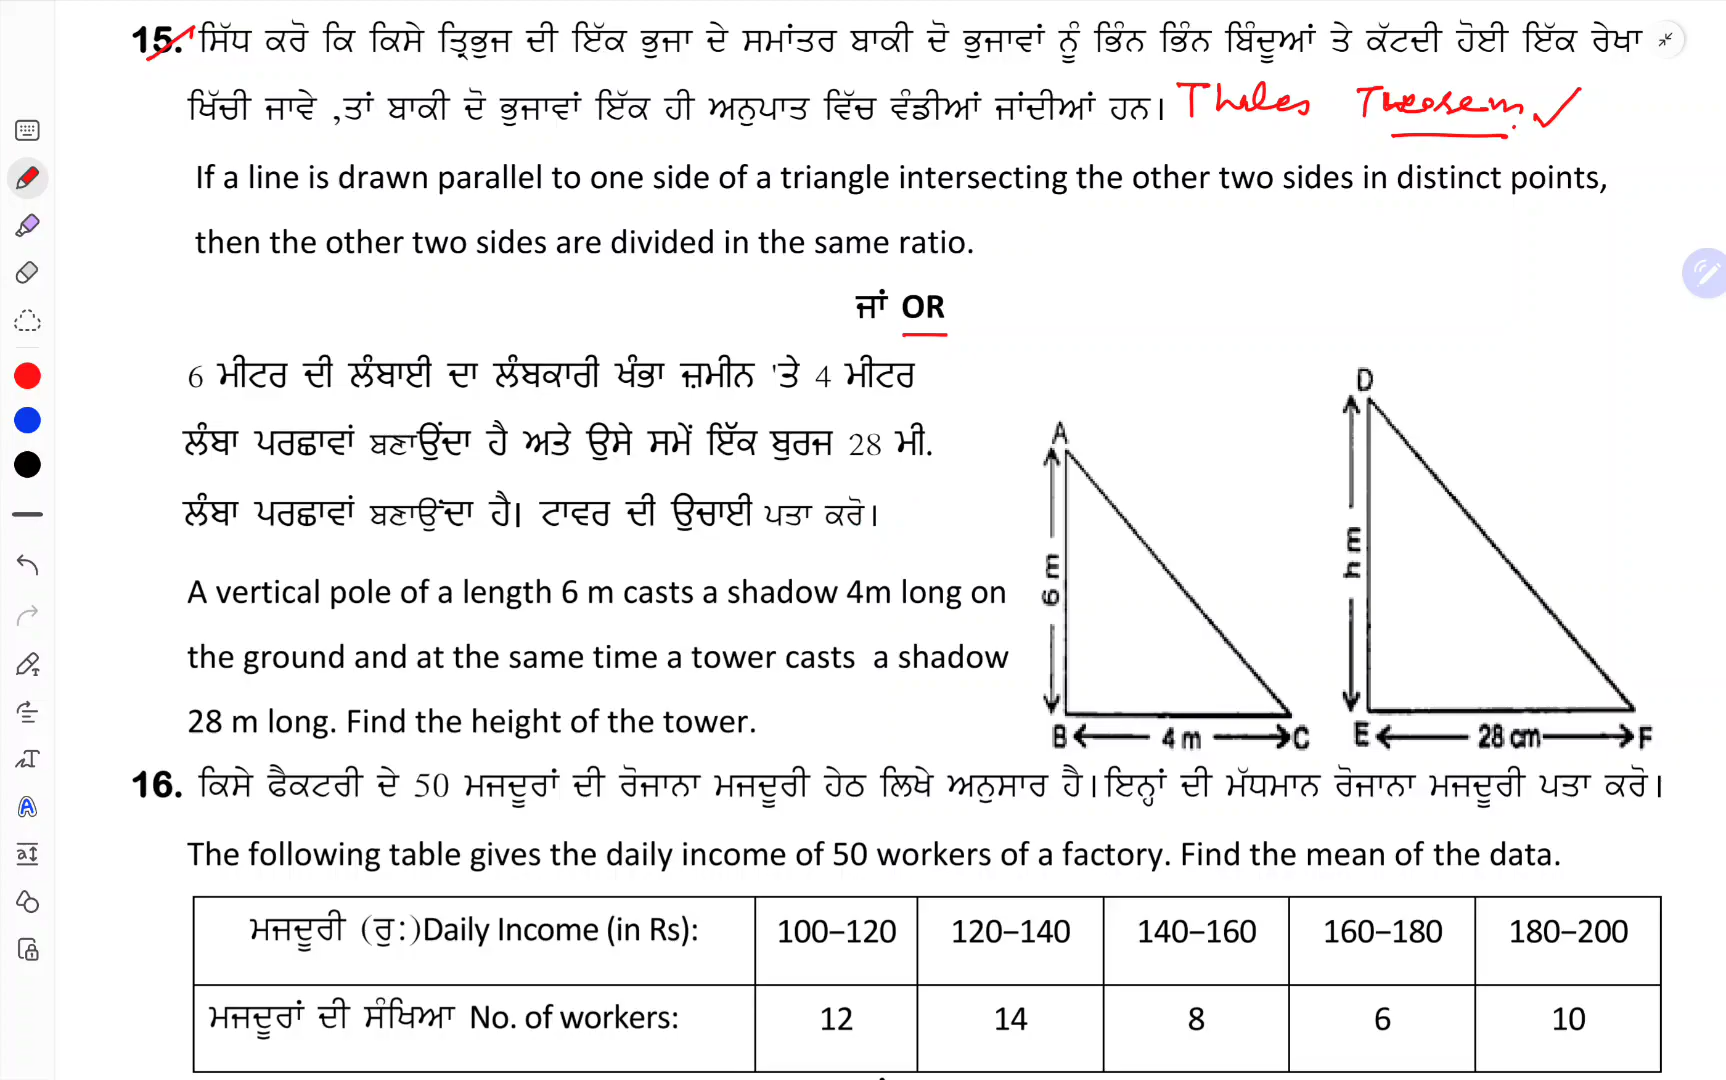 15. ਸਿੱਧ ਕਰੋ ਕਿ ਕਿਸੇ ਤ੍ਰਿਭੁਜ ਦੀ ਇੱਕ ਭੁਜਾ ਦੇ ਸਮਾਂਤਰ ਬਾਕੀ ਦੋ ਭੁਜਾਵਾਂ ਨੂੰ ਭਿੰਨ ਭਿੰਨ ਬਿੰਦੂਆਂ ਤੇ ਕੱਟਦੀ ਹੋਈ ਇੱਕ ਰੇਖਾ
ਖਿੱਚੀ ਜਾਵੇ ,ਤਾਂ ਬਾਕੀ ਦੋ ਭੁਜਾਵਾਂ ਇੱਕ ਹੀ ਅਨੁਪਾਤ ਵਿੱਚ ਵੰਡੀਆਂ ਜਾਂਦੀਆਂ ਹਨ। Thales Theorem
If a line is drawn parallel to one side of a triangle intersecting the other two sides in distinct points,
then the other two sides are divided in the same ratio.
ਜਾਂ OR
6 ਮੀਟਰ ਦੀ ਲੰਬਾਈ ਦਾ ਲੰਬਕਾਰੀ ਖੰਭਾ ਜ਼ਮੀਨ 'ਤੇ 4 ਮੀਟਰ
ਲੰਬਾ ਪਰਛਾਵਾਂ ਬਣਾਉਂਦਾ ਹੈ ਅਤੇ ਉਸੇ ਸਮੇਂ ਇੱਕ ਬੁਰਜ 28 ਮੀ.
ਲੰਬਾ ਪਰਛਾਵਾਂ ਬਣਾਉਂਦਾ ਹੈ। ਟਾਵਰ ਦੀ ਉਚਾਈ ਪਤਾ ਕਰੋ।
A vertical pole of a length 6 m casts a shadow 4m long on
the ground and at the same time a tower casts a shadow
28 m long. Find the height of the tower.
A
6 m
B 4 m C
D
h m
E 28 cm F
16. ਕਿਸੇ ਫੈਕਟਰੀ ਦੇ 50 ਮਜਦੂਰਾਂ ਦੀ ਰੋਜਾਨਾ ਮਜਦੂਰੀ ਹੇਠ ਲਿਖੇ ਅਨੁਸਾਰ ਹੈ। ਇਨ੍ਹਾਂ ਦੀ ਮੱਧਮਾਨ ਰੋਜਾਨਾ ਮਜਦੂਰੀ ਪਤਾ ਕਰੋ।
The following table gives the daily income of 50 workers of a factory. Find the mean of the data.
ਮਜਦੂਰੀ (ਰੁ:)Daily Income (in Rs): 100–120 120–140 140–160 160–180 180–200
ਮਜਦੂਰਾਂ ਦੀ ਸੰਖਿਆ No. of workers: 12 14 8 6 10